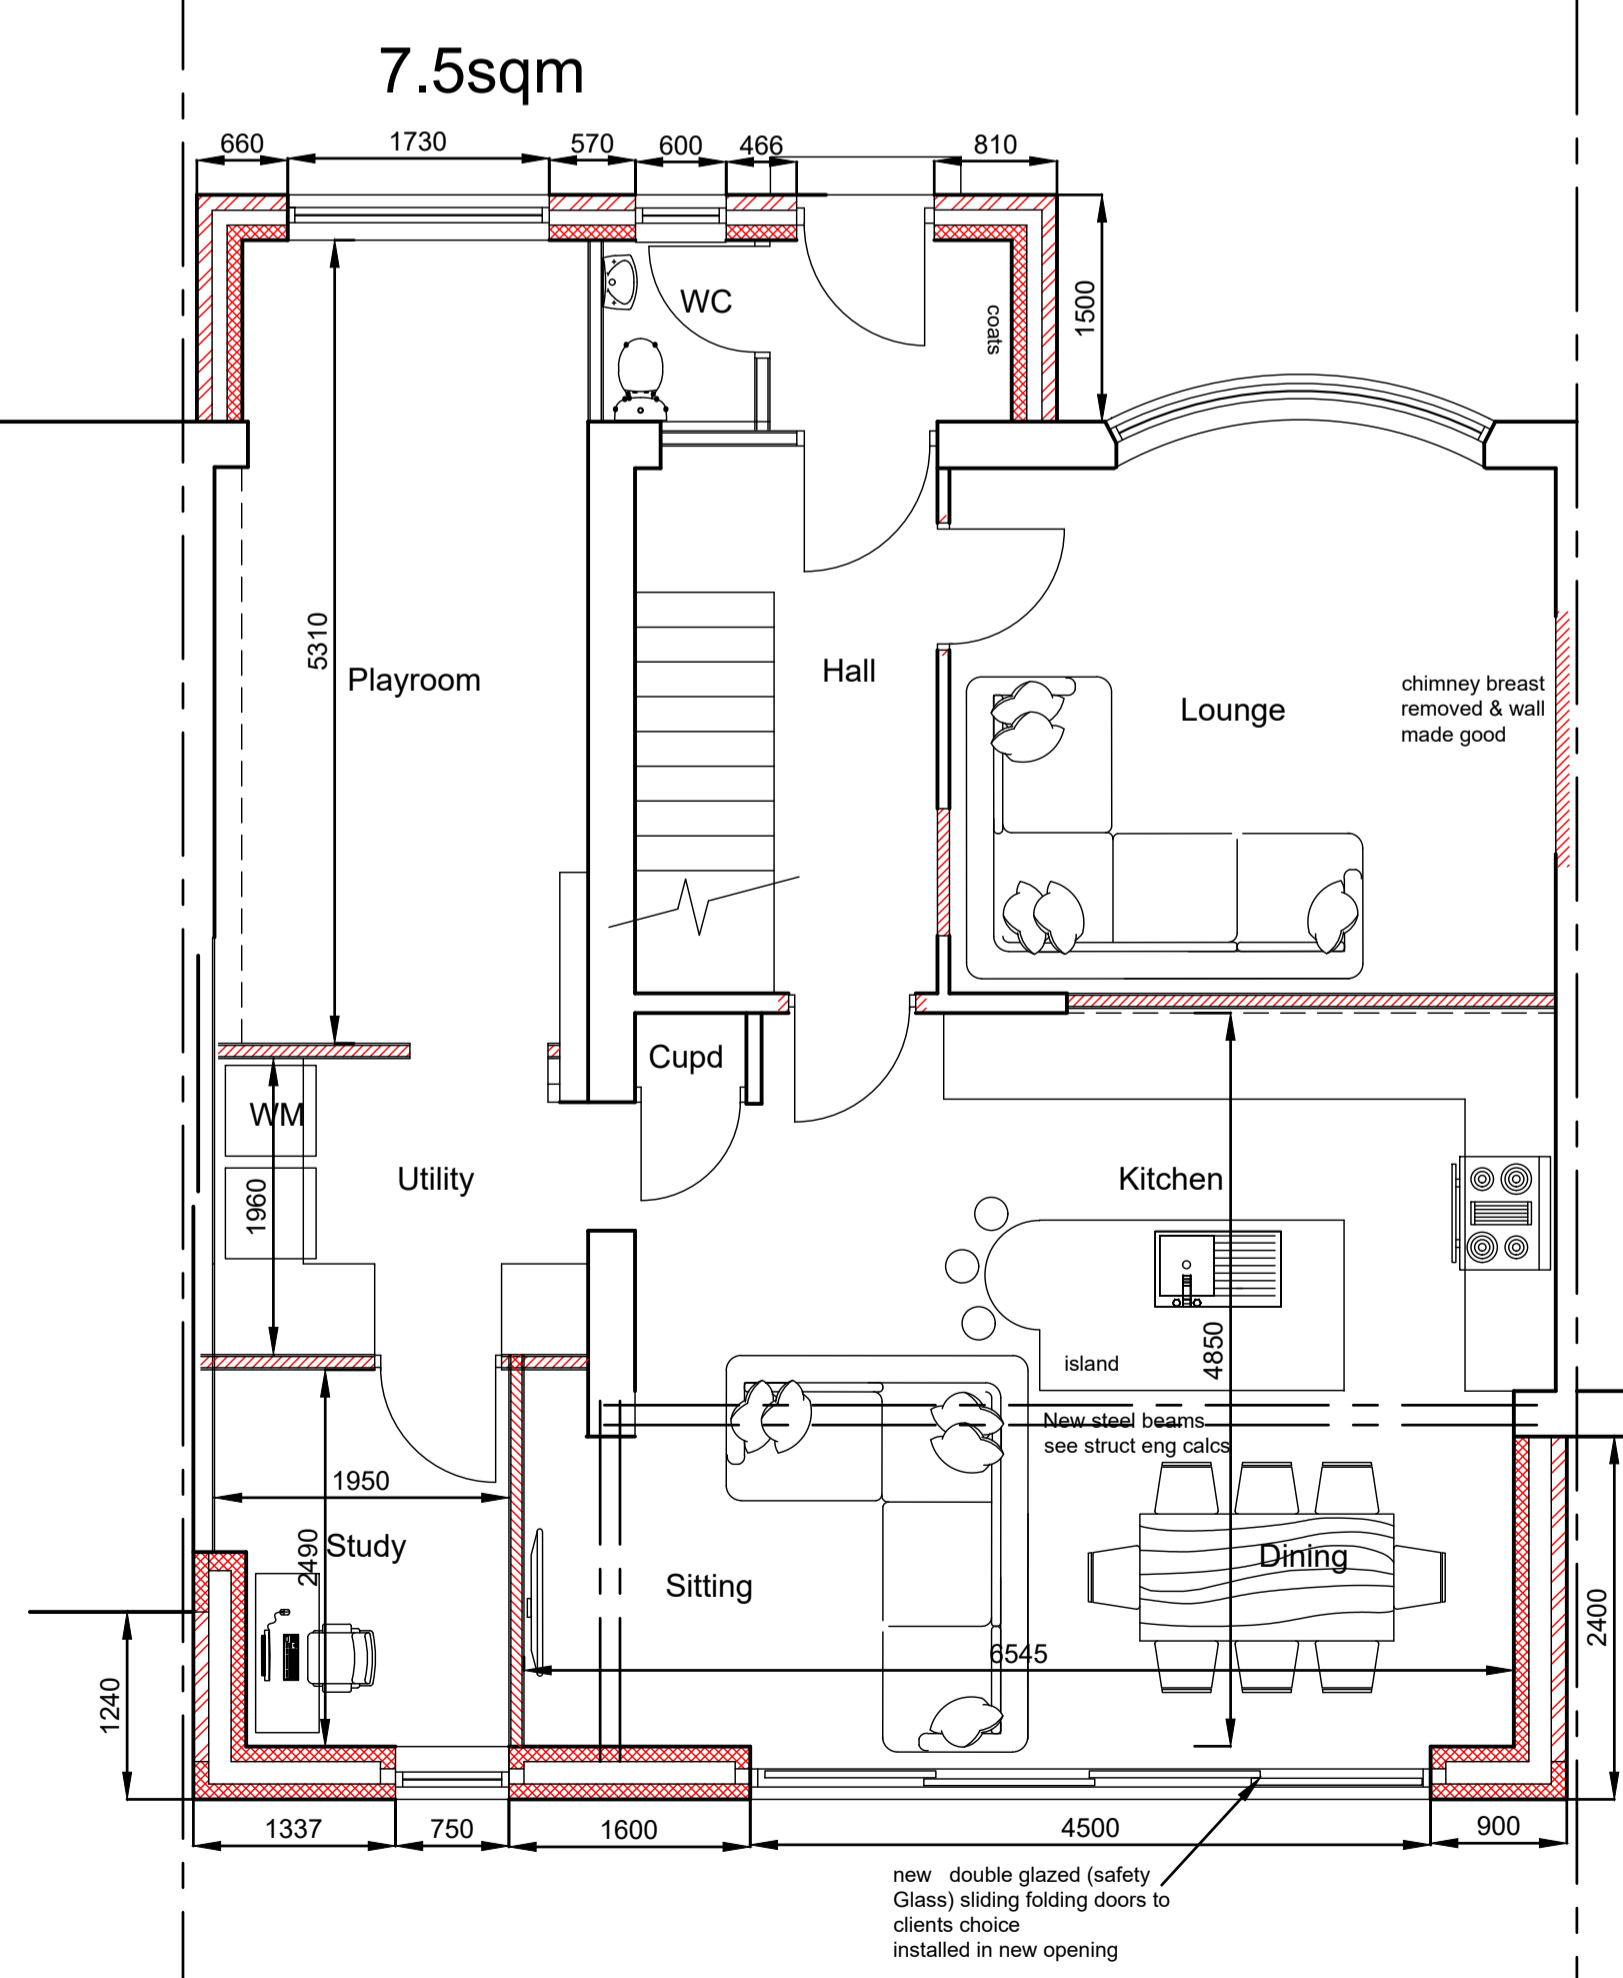 7.5sqm
660
1730
570
600
466
810
WC
coats
1500
5310
Playroom
Hall
Lounge
chimney breast
removed & wall
made good
Cupd
WM
1960
Utility
Kitchen
island
4850
New steel beams
see struct eng calcs
1950
2490
Study
Sitting
Dining
6545
2400
1240
1337
750
1600
4500
900
new double glazed (safety
Glass) sliding folding doors to
clients choice
installed in new opening